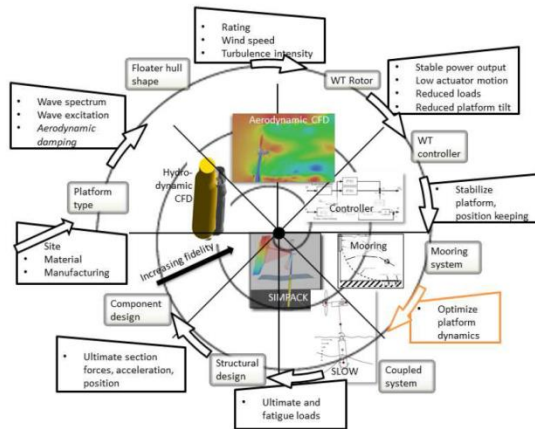 • Rating
• Wind speed
• Turbulence intensity
Floater hull
shape
WT Rotor
• Stable power output
• Low actuator motion
• Reduced loads
• Reduced platform tilt
• Wave spectrum
• Wave excitation
• Aerodynamic
damping
Aerodynamic CFD
WT
controller
Hydro-
dynamic
CFD
Platform
type
Controller
• Stabilize
platform,
position keeping
• Site
• Material
• Manufacturing
Increasing fidelity
Mooring
Mooring
system
SIMPACK
Component
design
• Optimize
platform
dynamics
• Ultimate section
forces, acceleration,
position
Structural
design
SLOW
Coupled
system
• Ultimate and
fatigue loads